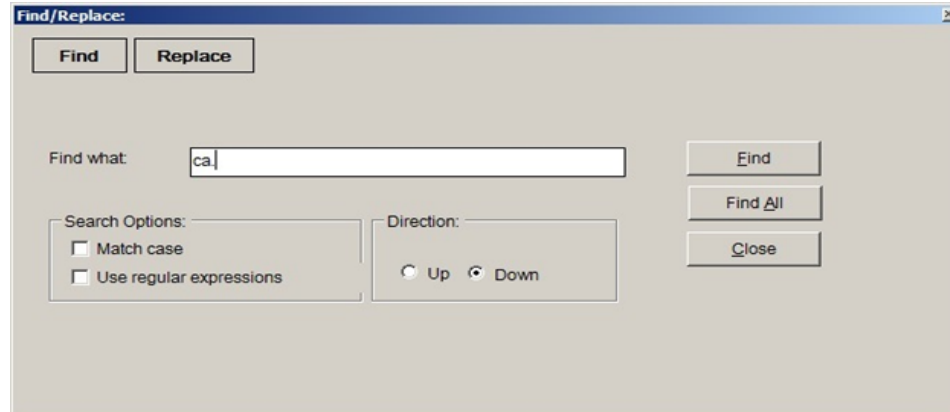 Find/Replace:
Find Replace
Find what: ca. Find
Find All
Search Options: Direction:
Match case Close
Use regular expressions Up Down